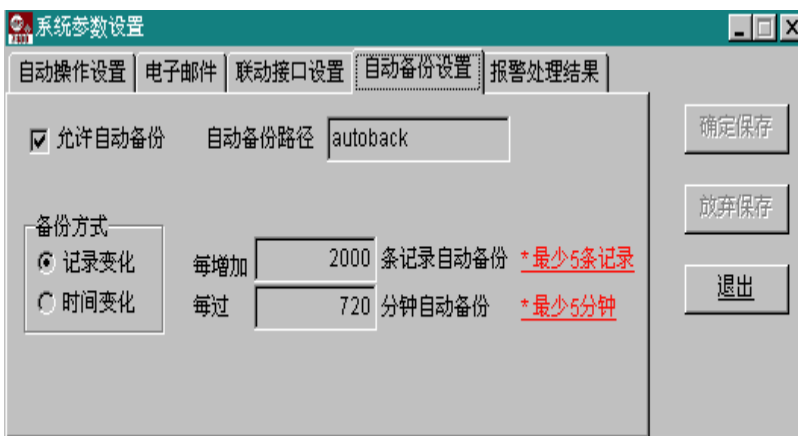 系统参数设置
自动操作设置 电子邮件 联动接口设置 自动备份设置 报警处理结果
允许自动备份 自动备份路径 autoback
确定保存
放弃保存
备份方式
记录变化 每增加 2000 条记录自动备份 *最少5条记录
退出
时间变化 每过 720 分钟自动备份 *最少5分钟